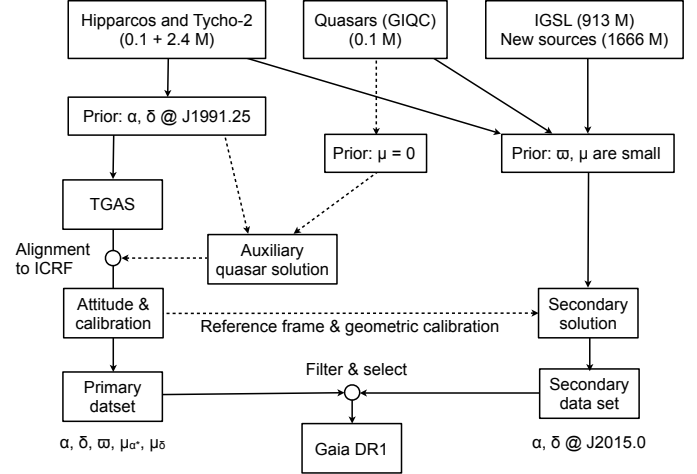 Hipparcos and Tycho-2
(0.1 + 2.4 M)
Quasars (GIQC)
(0.1 M)
IGSL (913 M)
New sources (1666 M)
Prior: α, δ @ J1991.25
Prior: μ = 0
Prior: ϖ, μ are small
TGAS
Alignment
to ICRF
Auxiliary
quasar solution
Attitude &
calibration
Reference frame & geometric calibration
Secondary
solution
Filter & select
Primary
datset
Secondary
data set
α, δ, ϖ, μα*, μδ
Gaia DR1
α, δ @ J2015.0